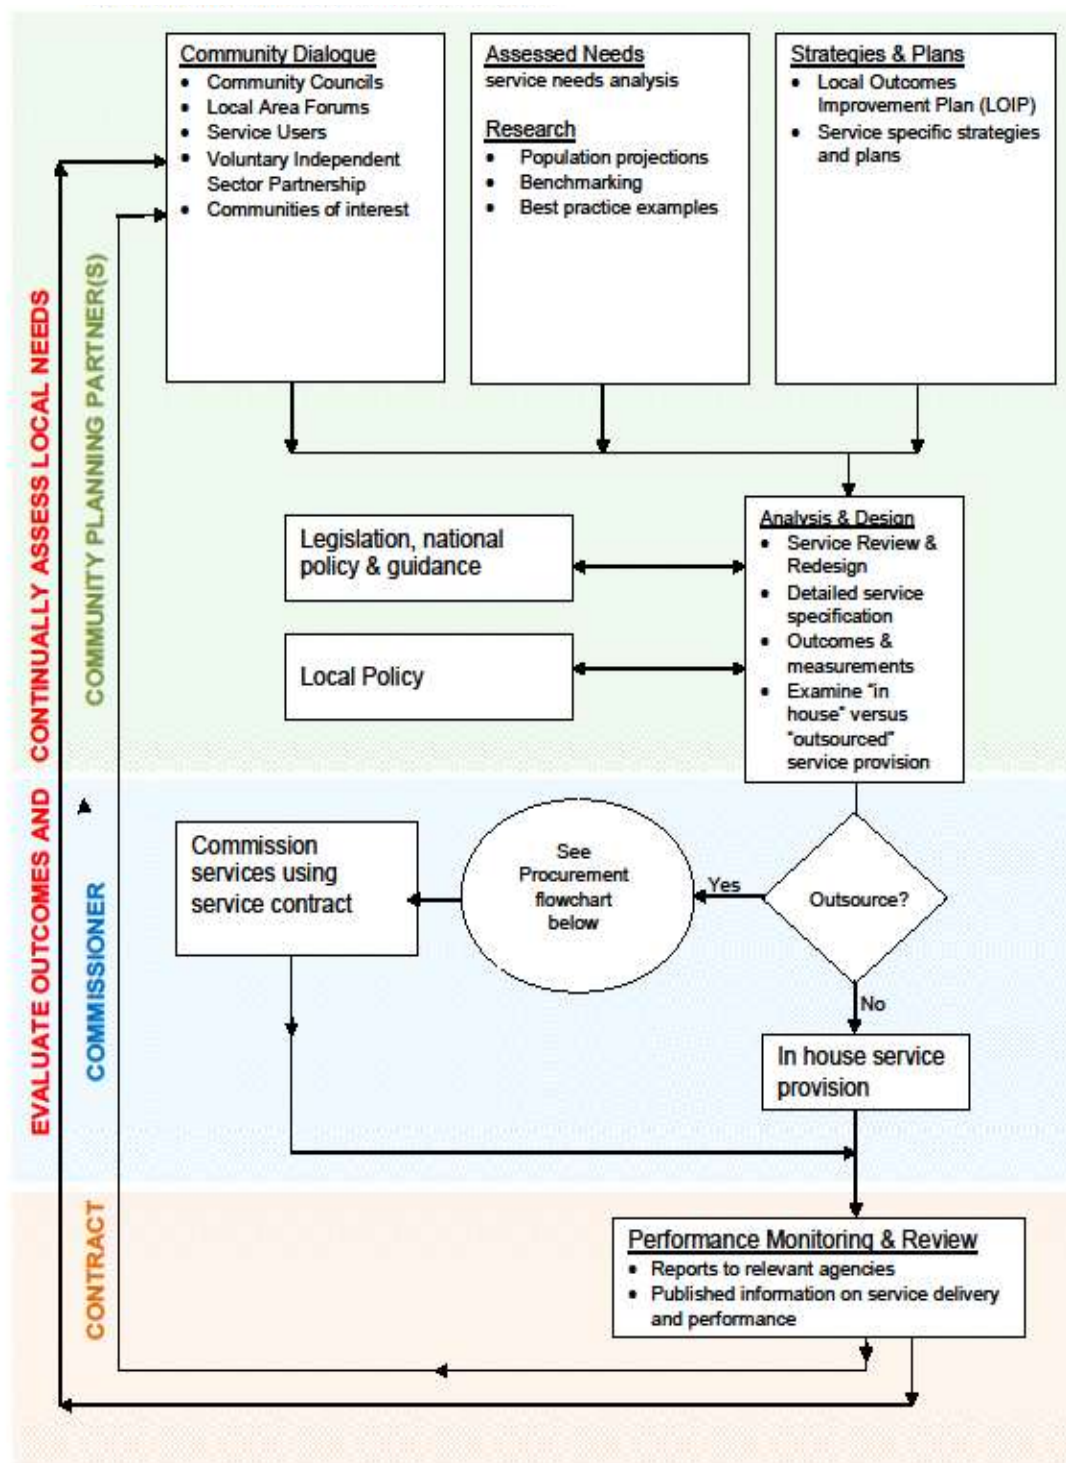 Community Dialogue
• Community Councils
• Local Area Forums
• Service Users
• Voluntary Independent
Sector Partnership
• Communities of interest
Assessed Needs
service needs analysis
Research
• Population projections
• Benchmarking
• Best practice examples
Strategies & Plans
• Local Outcomes
Improvement Plan (LOIP)
• Service specific strategies
and plans
EVALUATE OUTCOMES AND CONTINUALLY ASSESS LOCAL NEEDS
COMMUNITY PLANNING PARTNER(S)
Legislation, national
policy & guidance
Local Policy
Analysis & Design
• Service Review &
Redesign
• Detailed service
specification
• Outcomes &
measurements
• Examine "in
house" versus
"outsourced"
service provision
COMMISSIONER
Commission
services using
service contract
See
Procurement
flowchart
below
Yes
Outsource?
No
In house service
provision
CONTRACT
Performance Monitoring & Review
• Reports to relevant agencies
• Published information on service delivery
and performance